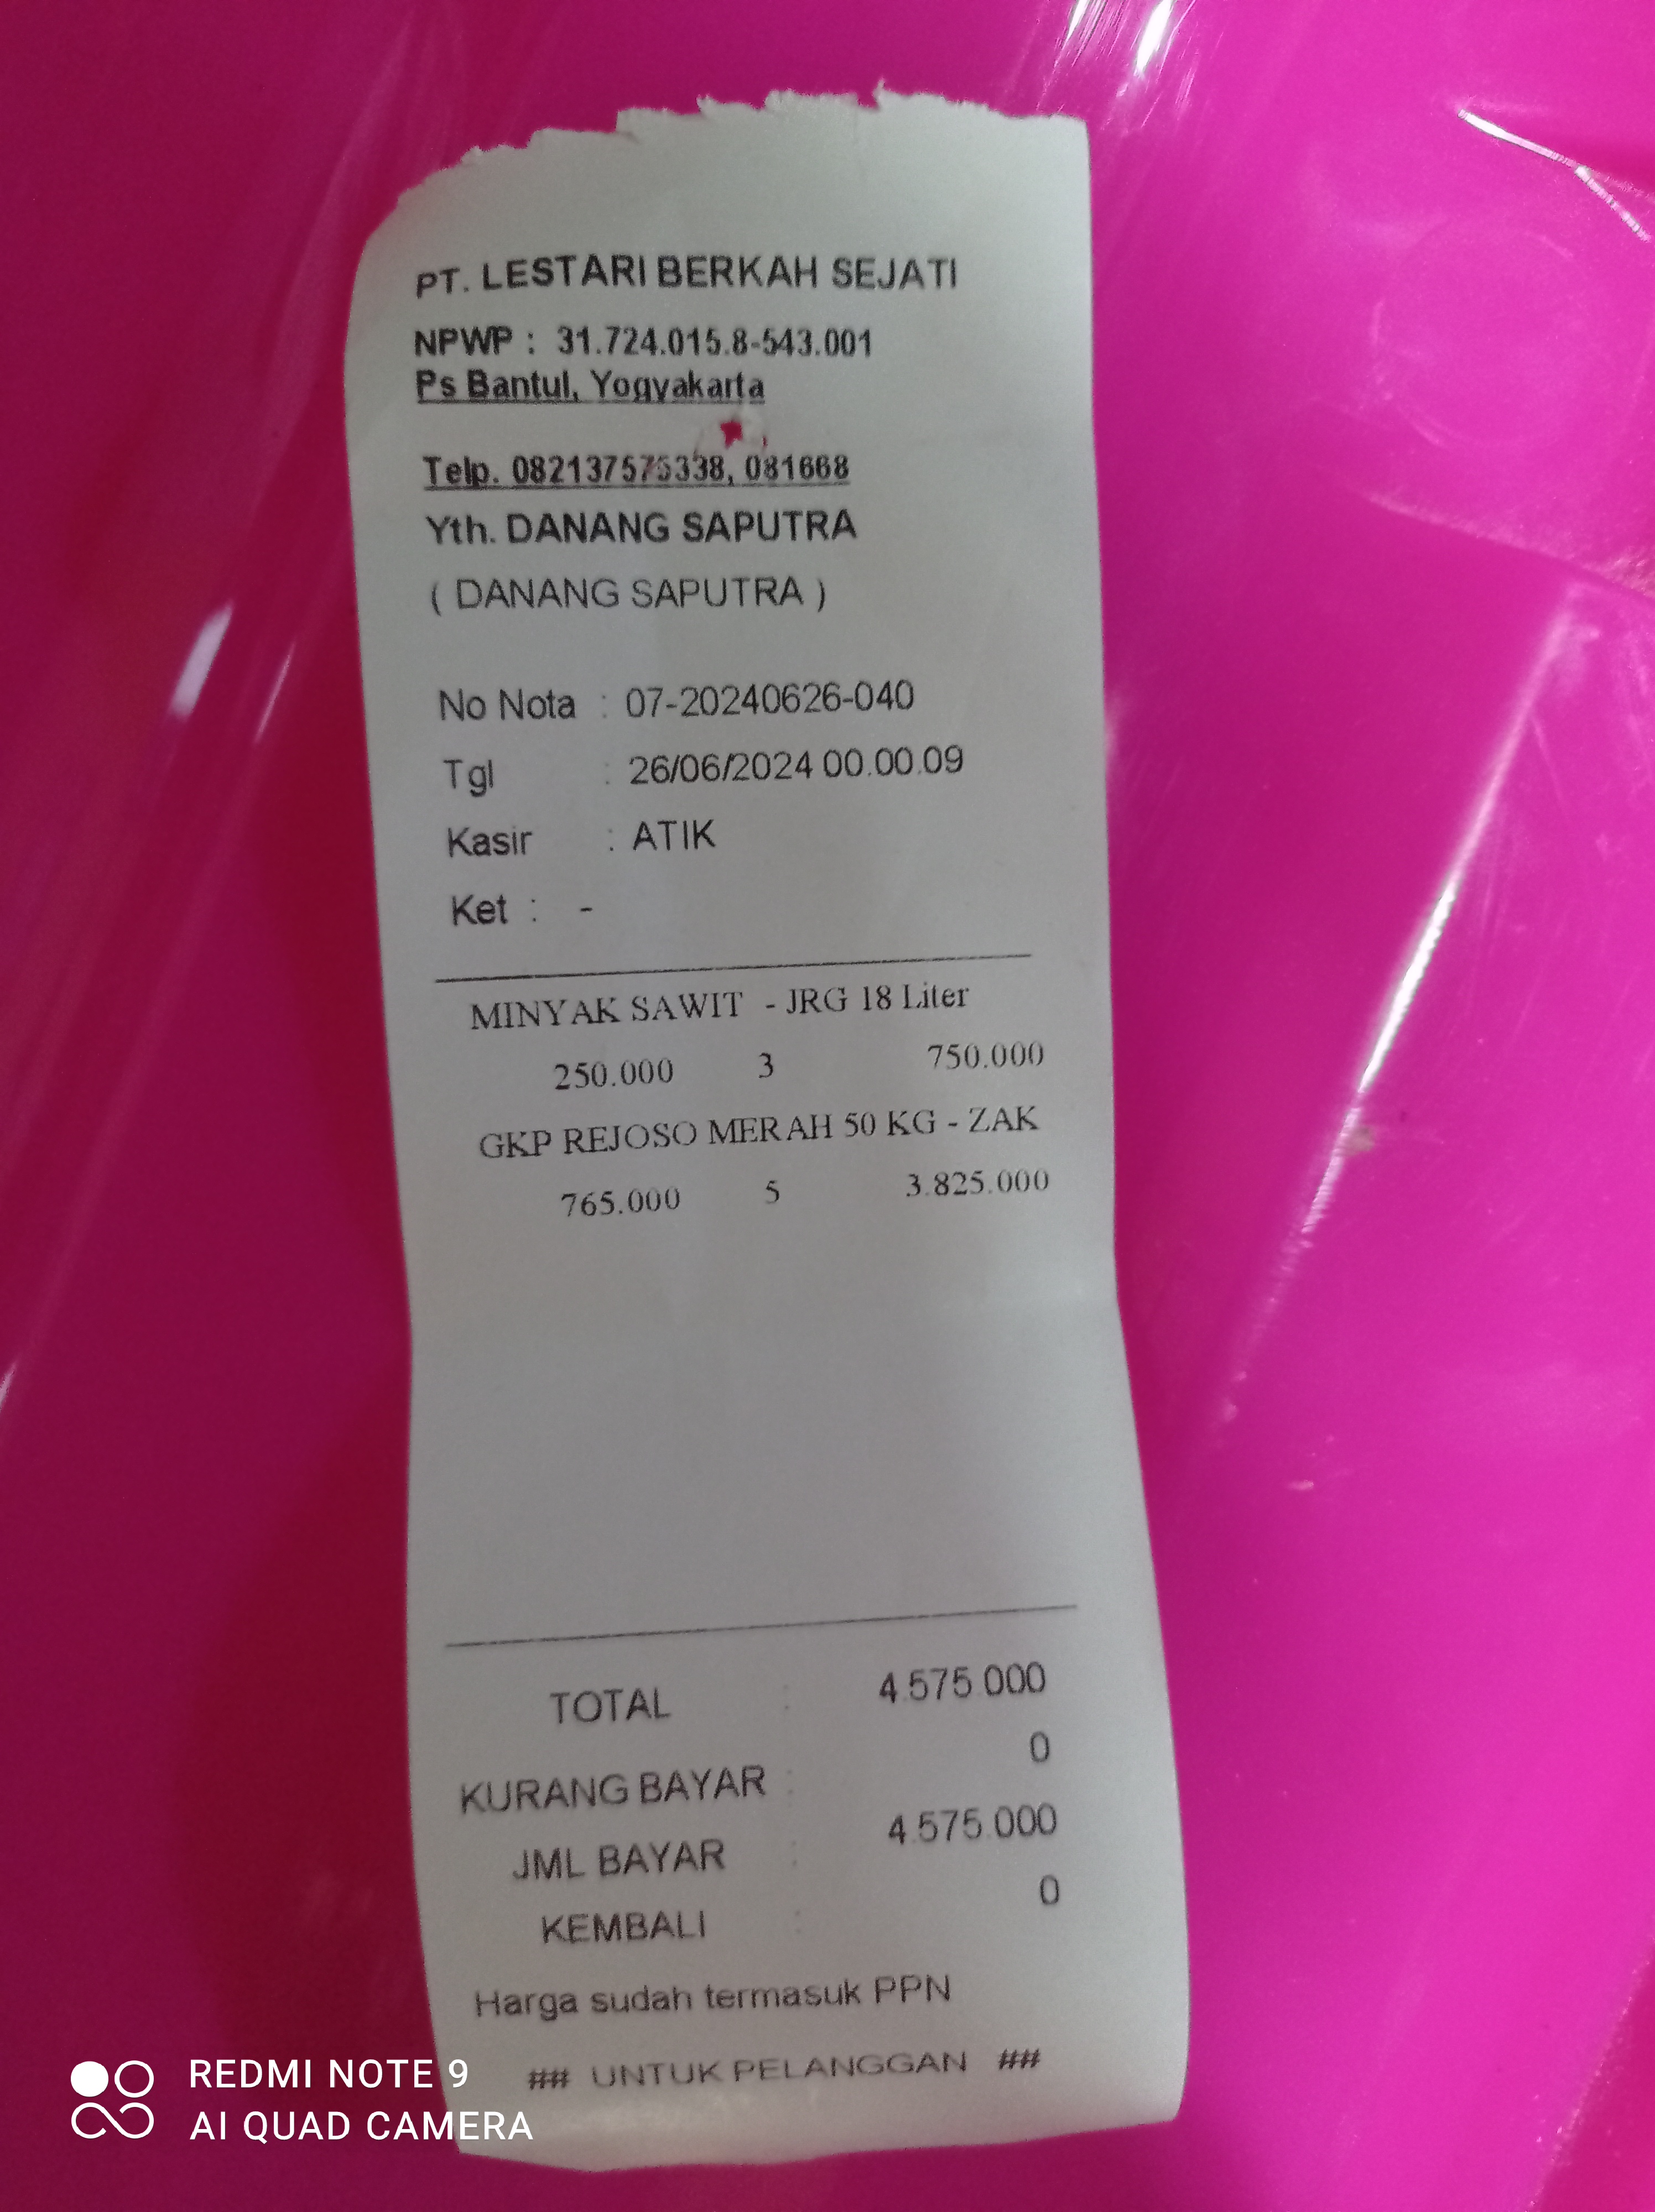 PT. LESTARI BERKAH SEJATI
NPWP : 31.724.015.8-543.001
Ps Bantul, Yogyakarta
Telp. 082137575338, 081668
Yth. DANANG SAPUTRA
( DANANG SAPUTRA )
No Nota : 07-20240626-040
Tgl : 26/06/2024 00.00.09
Kasir : ATIK
Ket : -
MINYAK SAWIT - JRG 18 Liter
250.000 3 750.000
GKP REJOSO MERAH 50 KG - ZAK
765.000 5 3.825.000
TOTAL : 4.575.000
KURANG BAYAR : 0
JML BAYAR : 4.575.000
KEMBALI : 0
Harga sudah termasuk PPN
## UNTUK PELANGGAN ##
REDMI NOTE 9
AI QUAD CAMERA